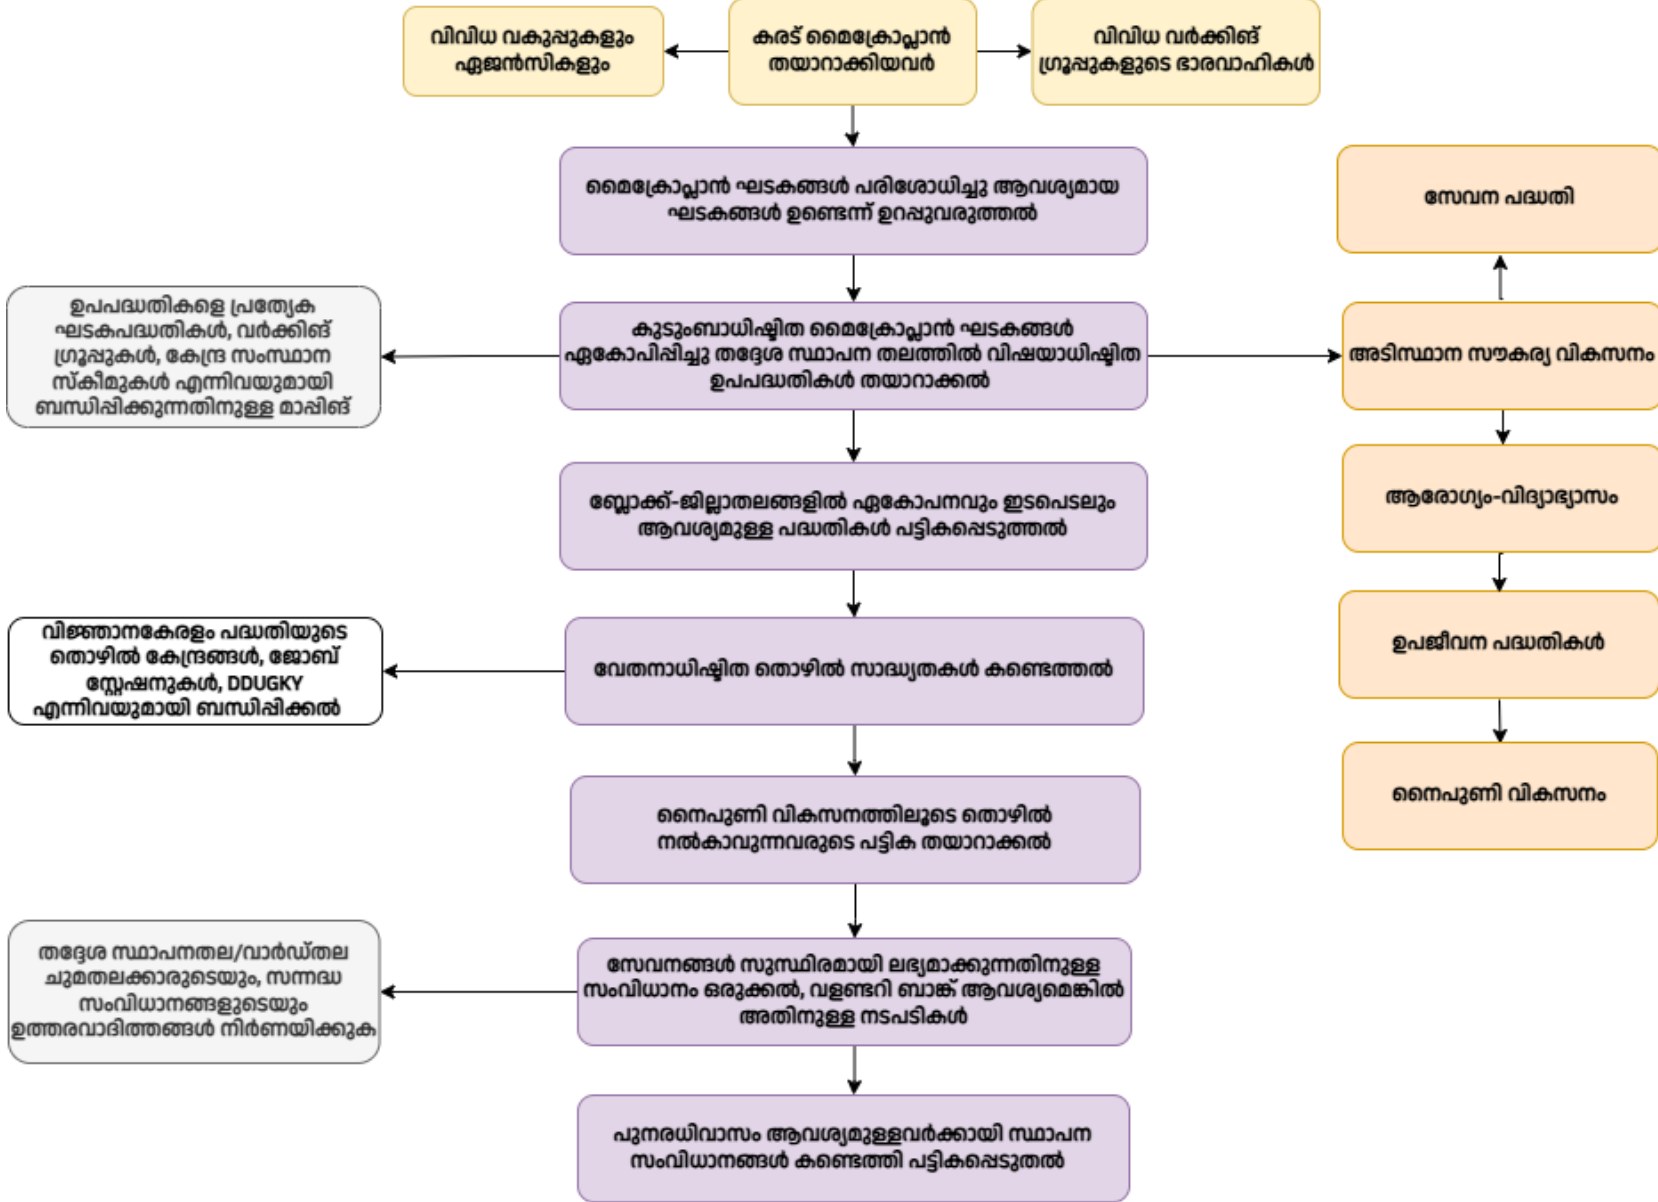 വിവിധ വകുപ്പുകളും
ഏജൻസികളും
കരട് മൈക്രോപ്ലാൻ
തയാറാക്കിയവർ
വിവിധ വർക്കിങ്
ഗ്രൂപ്പുകളുടെ ഭാരവാഹികൾ
മൈക്രോപ്ലാൻ ഘടകങ്ങൾ പരിശോധിച്ചു ആവശ്യമായ
ഘടകങ്ങൾ ഉണ്ടെന്ന് ഉറപ്പുവരുത്തൽ
സേവന പദ്ധതി
ഉപപദ്ധതികളെ പ്രത്യേക
ഘടകപദ്ധതികൾ, വർക്കിങ്
ഗ്രൂപ്പുകൾ, കേന്ദ്ര സംസ്ഥാന
സ്കീമുകൾ എന്നിവയുമായി
ബന്ധിപ്പിക്കുന്നതിനുള്ള മാപ്പിങ്
കുടുംബാധിഷ്ടിത മൈക്രോപ്ലാൻ ഘടകങ്ങൾ
ഏകോപിപ്പിച്ചു തദ്ദേശ സ്ഥാപന തലത്തിൽ വിഷയാധിഷ്ടിത
ഉപപദ്ധതികൾ തയാറാക്കൽ
അടിസ്ഥാന സൗകര്യ വികസനം
ബ്ലോക്ക്-ജില്ലാതലങ്ങളിൽ ഏകോപനവും ഇടപെടലും
ആവശ്യമുള്ള പദ്ധതികൾ പട്ടികപ്പെടുത്തൽ
ആരോഗ്യം-വിദ്യാഭ്യാസം
വിജ്ഞാനകേരളം പദ്ധതിയുടെ
തൊഴിൽ കേന്ദ്രങ്ങൾ, ജോബ്
സ്റ്റേഷനുകൾ, DDUGKY
എന്നിവയുമായി ബന്ധിപ്പിക്കൽ
വേതനാധിഷ്ടിത തൊഴിൽ സാദ്ധ്യതകൾ കണ്ടെത്തൽ
ഉപജീവന പദ്ധതികൾ
നൈപുണി വികസനത്തിലൂടെ തൊഴിൽ
നൽകാവുന്നവരുടെ പട്ടിക തയാറാക്കൽ
നൈപുണി വികസനം
തദ്ദേശ സ്ഥാപനതല/വാർഡ്തല
ചുമതലക്കാരുടെയും, സന്നദ്ധ
സംവിധാനങ്ങളുടെയും
ഉത്തരവാദിത്തങ്ങൾ നിർണയിക്കുക
സേവനങ്ങൾ സുസ്ഥിരമായി ലഭ്യമാക്കുന്നതിനുള്ള
സംവിധാനം ഒരുക്കൽ, വളണ്ടറി ബാങ്ക് ആവശ്യമെങ്കിൽ
അതിനുള്ള നടപടികൾ
പുനരധിവാസം ആവശ്യമുള്ളവർക്കായി സ്ഥാപന
സംവിധാനങ്ങൾ കണ്ടെത്തി പട്ടികപ്പെടുതൽ